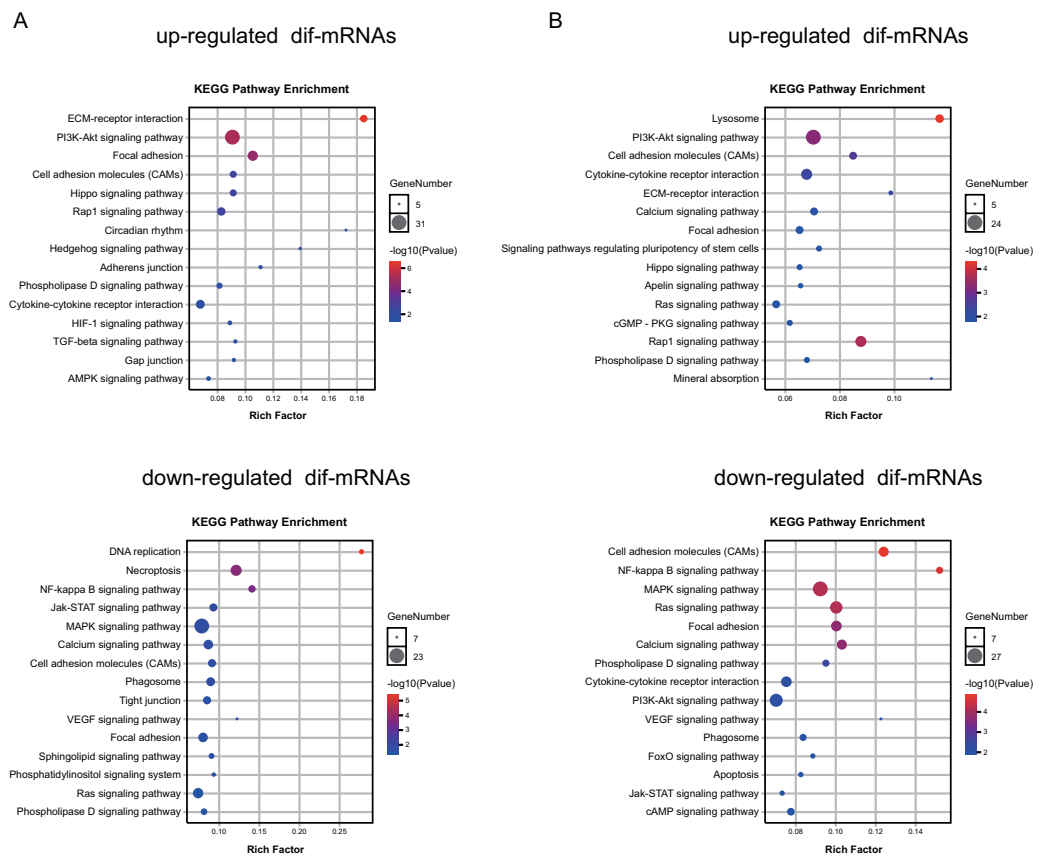 A
up-regulated dif-mRNAs
KEGG Pathway Enrichment
ECM-receptor interaction
PI3K-Akt signaling pathway
Focal adhesion
Cell adhesion molecules (CAMs)
Hippo signaling pathway
Rap1 signaling pathway
Circadian rhythm
Hedgehog signaling pathway
Adherens junction
Phospholipase D signaling pathway
Cytokine-cytokine receptor interaction
HIF-1 signaling pathway
TGF-beta signaling pathway
Gap junction
AMPK signaling pathway
0.08 0.10 0.12 0.14 0.16 0.18
Rich Factor
GeneNumber
5
31
-log10(Pvalue)
6
4
2
B
up-regulated dif-mRNAs
KEGG Pathway Enrichment
Lysosome
PI3K-Akt signaling pathway
Cell adhesion molecules (CAMs)
Cytokine-cytokine receptor interaction
ECM-receptor interaction
Calcium signaling pathway
Focal adhesion
Signaling pathways regulating pluripotency of stem cells
Hippo signaling pathway
Apelin signaling pathway
Ras signaling pathway
cGMP - PKG signaling pathway
Rap1 signaling pathway
Phospholipase D signaling pathway
Mineral absorption
0.06 0.08 0.10
Rich Factor
GeneNumber
5
24
-log10(Pvalue)
4
3
2
down-regulated dif-mRNAs
KEGG Pathway Enrichment
DNA replication
Necroptosis
NF-kappa B signaling pathway
Jak-STAT signaling pathway
MAPK signaling pathway
Calcium signaling pathway
Cell adhesion molecules (CAMs)
Phagosome
Tight junction
VEGF signaling pathway
Focal adhesion
Sphingolipid signaling pathway
Phosphatidylinositol signaling system
Ras signaling pathway
Phospholipase D signaling pathway
0.10 0.15 0.20 0.25
Rich Factor
GeneNumber
7
23
-log10(Pvalue)
5
4
3
2
down-regulated dif-mRNAs
KEGG Pathway Enrichment
Cell adhesion molecules (CAMs)
NF-kappa B signaling pathway
MAPK signaling pathway
Ras signaling pathway
Focal adhesion
Calcium signaling pathway
Phospholipase D signaling pathway
Cytokine-cytokine receptor interaction
PI3K-Akt signaling pathway
VEGF signaling pathway
Phagosome
FoxO signaling pathway
Apoptosis
Jak-STAT signaling pathway
cAMP signaling pathway
0.08 0.10 0.12 0.14
Rich Factor
GeneNumber
7
27
-log10(Pvalue)
4
3
2